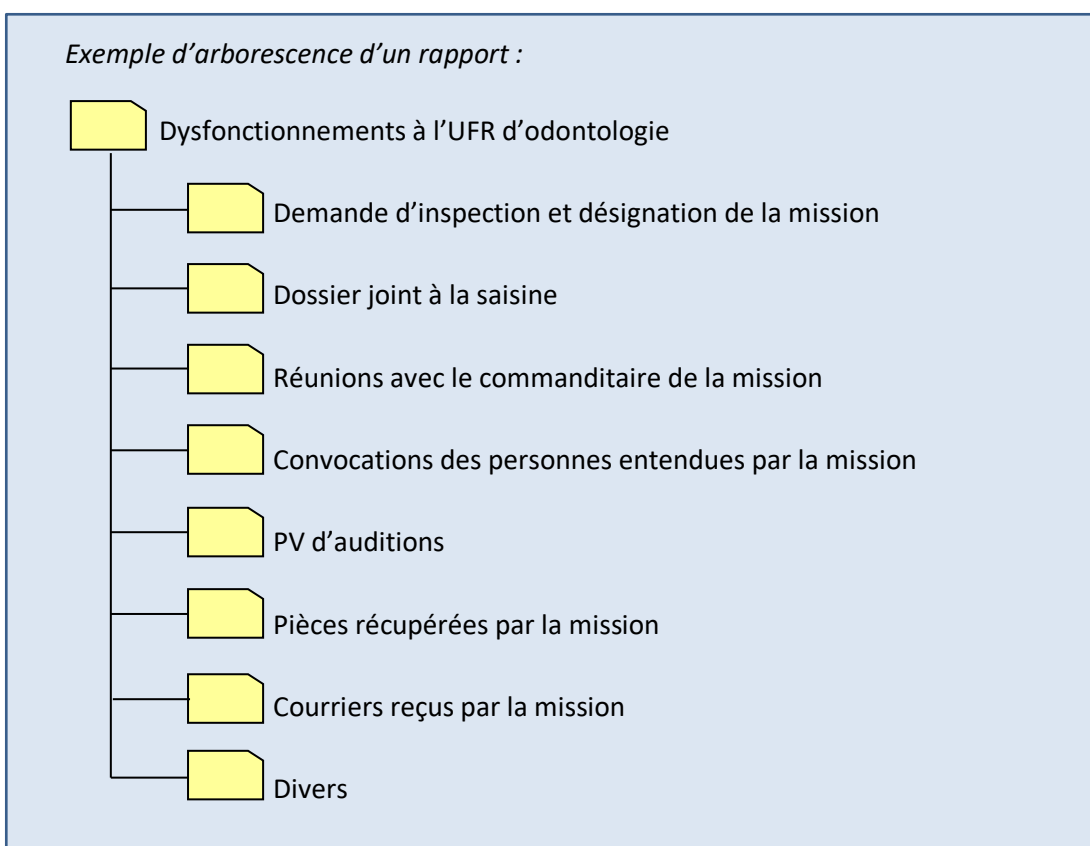 Exemple d’arborescence d’un rapport :
Dysfonctionnements à l’UFR d’odontologie
Demande d’inspection et désignation de la mission
Dossier joint à la saisine
Réunions avec le commanditaire de la mission
Convocations des personnes entendues par la mission
PV d’auditions
Pièces récupérées par la mission
Courriers reçus par la mission
Divers